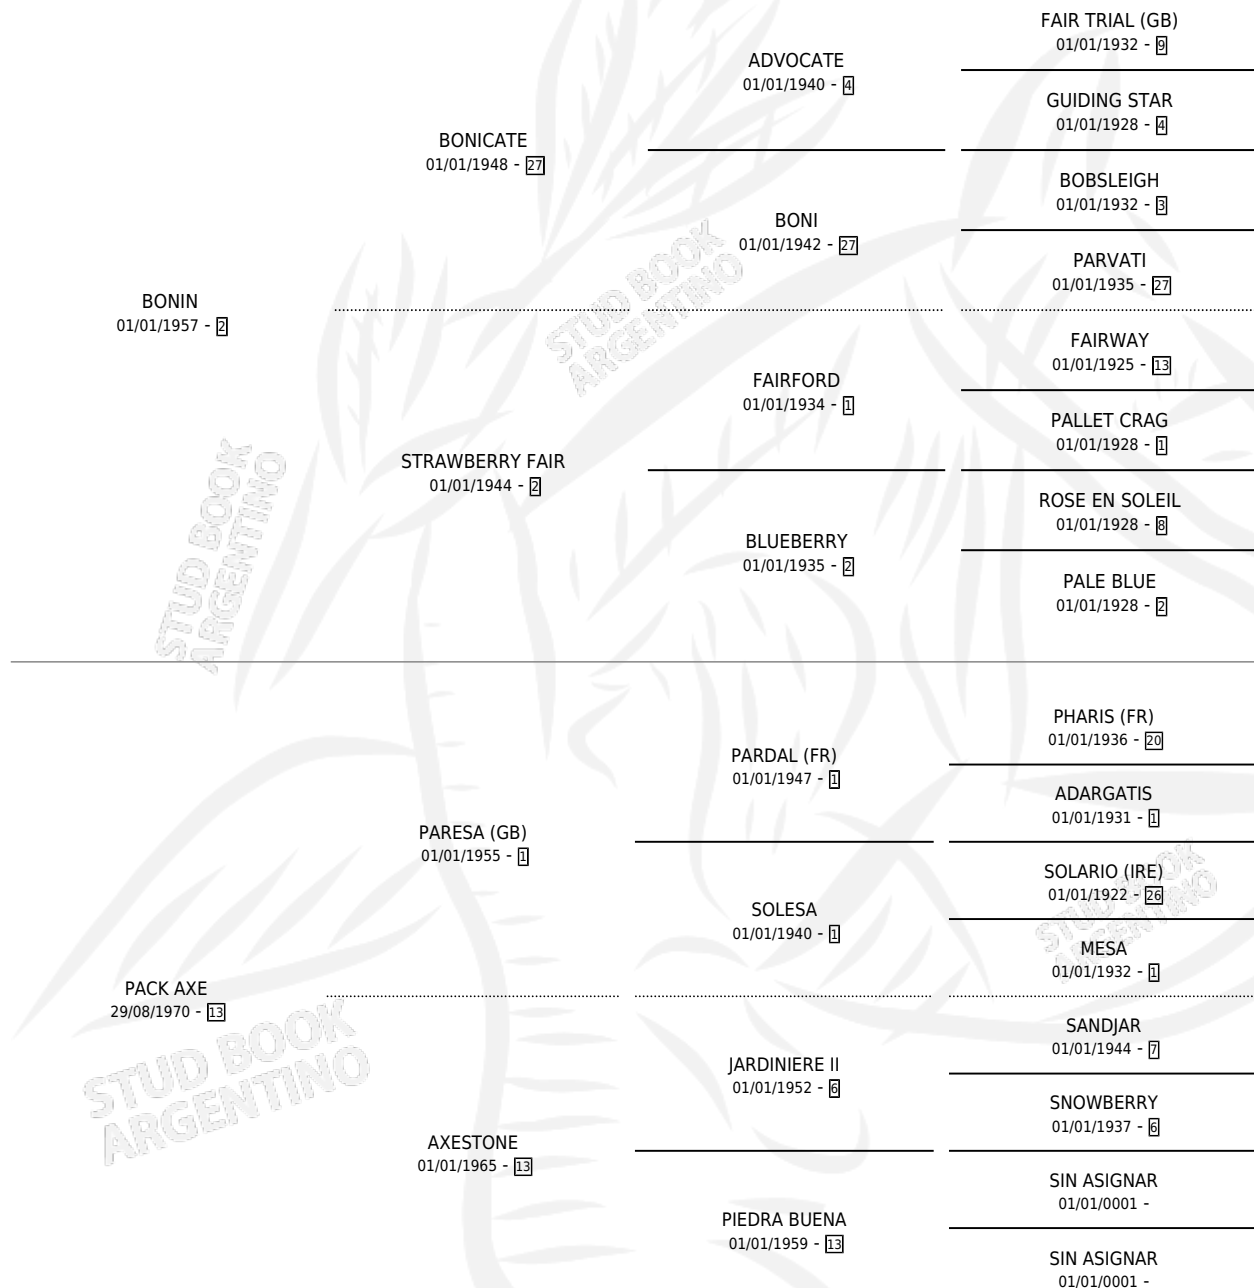 FAIR TRIAL (GB)
01/01/1932 - 9
ADVOCATE
01/01/1940 - 4
GUIDING STAR
01/01/1928 - 4
BONICATE
01/01/1948 - 27
BOBSLEIGH
01/01/1932 - 3
BONI
01/01/1942 - 27
PARVATI
01/01/1935 - 27
BONIN
01/01/1957 - 2
FAIRWAY
01/01/1925 - 13
FAIRFORD
01/01/1934 - 1
PALLET CRAG
01/01/1928 - 1
STRAWBERRY FAIR
01/01/1944 - 2
ROSE EN SOLEIL
01/01/1928 - 8
BLUEBERRY
01/01/1935 - 2
PALE BLUE
01/01/1928 - 2
STUD BOOK
ARGENTINO
STUD BOOK
ARGENTINO
PHARIS (FR)
01/01/1936 - 20
PARDAL (FR)
01/01/1947 - 1
ADARGATIS
01/01/1931 - 1
PARESA (GB)
01/01/1955 - 1
SOLARIO (IRE)
01/01/1922 - 26
SOLESA
01/01/1940 - 1
MESA
01/01/1932 - 1
STUD BOOK
ARGENTINO
PACK AXE
29/08/1970 - 13
SANDJAR
01/01/1944 - 7
JARDINIERE II
01/01/1952 - 6
SNOWBERRY
01/01/1937 - 6
AXESTONE
01/01/1965 - 13
SIN ASIGNAR
01/01/0001 -
PIEDRA BUENA
01/01/1959 - 13
SIN ASIGNAR
01/01/0001 -
STUD BOOK
ARGENTINO